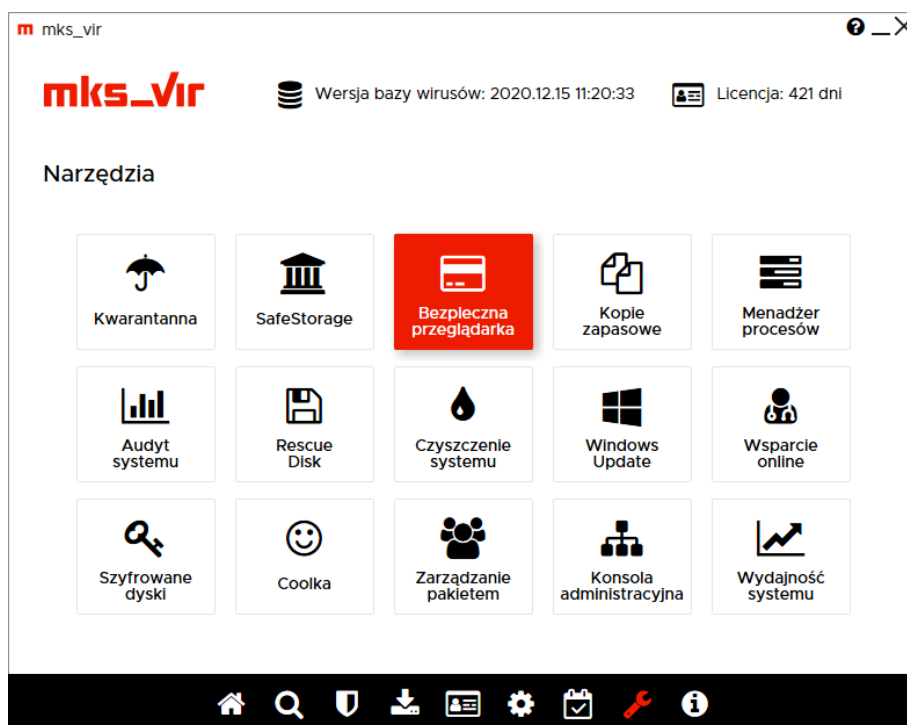 mks_vir
mks_vir
Wersja bazy wirusów: 2020.12.15 11:20:33
Licencja: 421 dni
Narzędzia
Kwarantanna
SafeStorage
Bezpieczna
przeglądarka
Kopie
zapasowe
Menadżer
procesów
Audyt
systemu
Rescue
Disk
Czyszczenie
systemu
Windows
Update
Wsparcie
online
Szyfrowane
dyski
Coolka
Zarządzanie
pakietem
Konsola
administracyjna
Wydajność
systemu